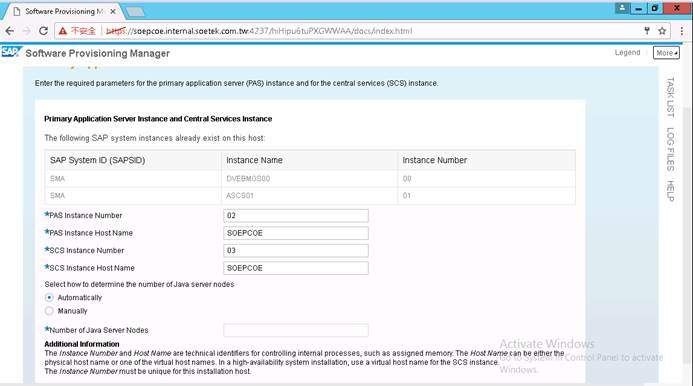 Software Provisioning M
不安全 https://soepcoe.internal.soetek.com.tw:4237/hiHipu6tuPXGWWAA/docs/index.html
SAP Software Provisioning Manager
Legend More
Enter the required parameters for the primary application server (PAS) instance and for the central services (SCS) instance.
Primary Application Server Instance and Central Services Instance
The following SAP system instances already exist on this host:
SAP System ID (SAPSID) Instance Name Instance Number
SMA DVEBMGS00 00
SMA ASCS01 01
*PAS Instance Number 02
*PAS Instance Host Name SOEPCOE
*SCS Instance Number 03
*SCS Instance Host Name SOEPCOE
Select how to determine the number of Java server nodes
Automatically
Manually
*Number of Java Server Nodes
Additional Information
The Instance Number and Host Name are technical identifiers for controlling internal processes, such as assigned memory. The Host Name can be either the
physical host name or one of the virtual host names. In a high-availability system installation, use a virtual host name for the SCS instance.
The Instance Number must be unique for this installation host.
TASK LIST
LOG FILES
HELP
Activate Windows
Go to System in Control Panel to activate
Windows.